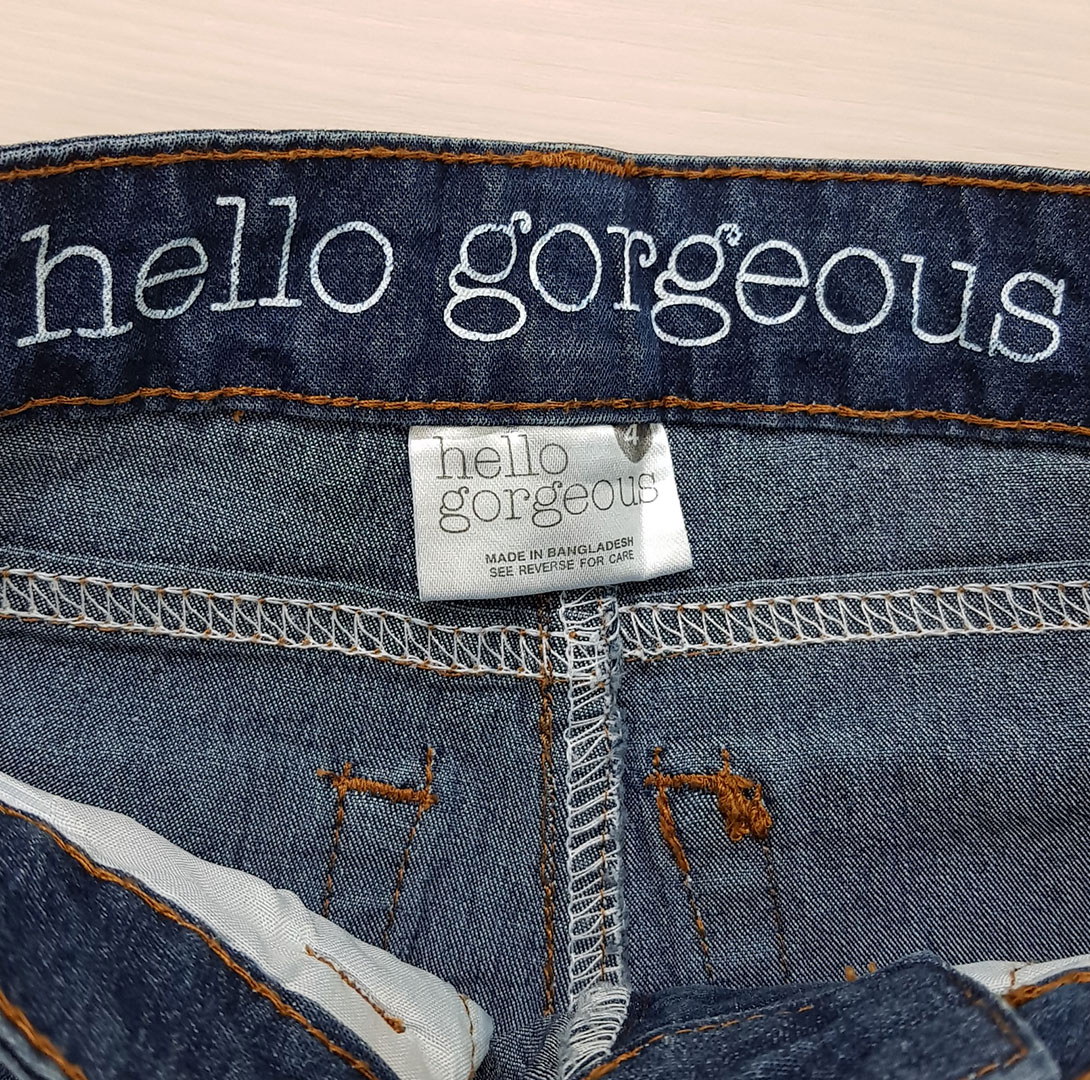 hello gorgeous
4
hello
gorgeous
MADE IN BANGLADESH
SEE REVERSE FOR CARE